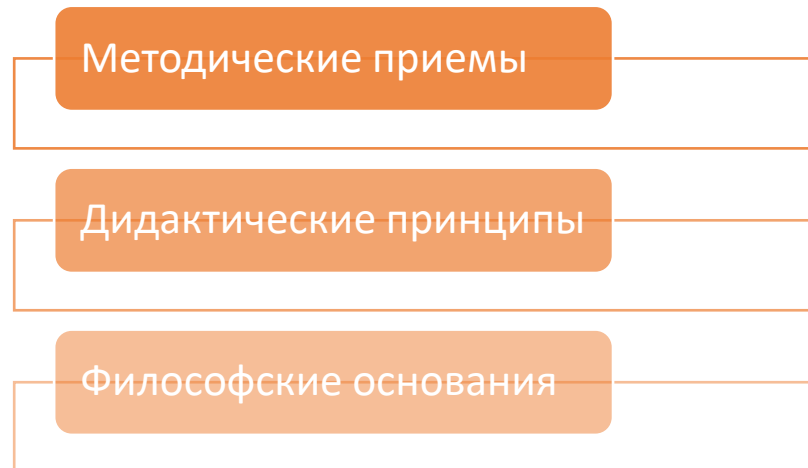 Методические приемы
Дидактические принципы
Философские основания